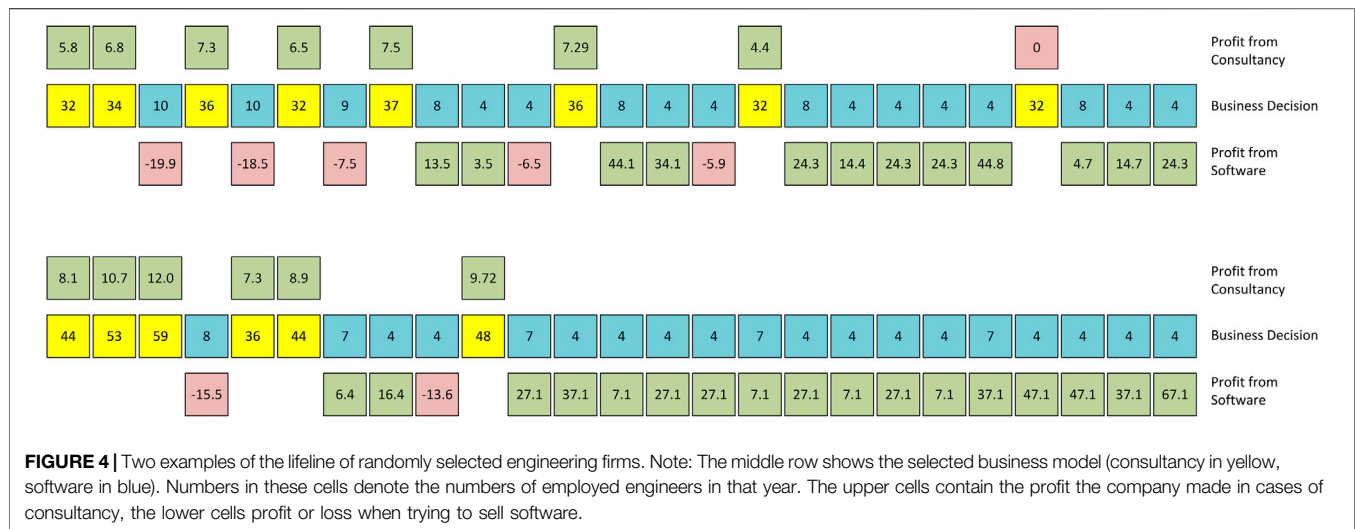 5.8 6.8 7.3 6.5 7.5 7.29 4.4 0 Profit from
Consultancy
32 34 10 36 10 32 9 37 8 4 4 36 8 4 4 32 8 4 4 4 4 32 8 4 4 Business Decision
-19.9 -18.5 -7.5 13.5 3.5 -6.5 44.1 34.1 -5.9 24.3 14.4 24.3 24.3 44.8 4.7 14.7 24.3 Profit from
Software
8.1 10.7 12.0 7.3 8.9 9.72 Profit from
Consultancy
44 53 59 8 36 44 7 4 4 48 7 4 4 4 4 7 4 4 4 4 7 4 4 4 4 Business Decision
-15.5 6.4 16.4 -13.6 27.1 37.1 7.1 27.1 27.1 7.1 27.1 7.1 27.1 7.1 37.1 47.1 47.1 37.1 67.1 Profit from
Software
FIGURE 4 | Two examples of the lifeline of randomly selected engineering firms. Note: The middle row shows the selected business model (consultancy in yellow,
software in blue). Numbers in these cells denote the numbers of employed engineers in that year. The upper cells contain the profit the company made in cases of
consultancy, the lower cells profit or loss when trying to sell software.